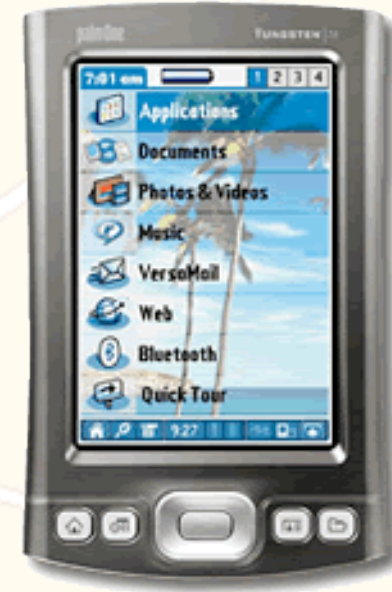 palmOne TUNGSTEN
7:01 am 1 2 3 4
Applications
Documents
Photos & Videos
Music
VersaMail
Web
Bluetooth
Quick Tour
9:27